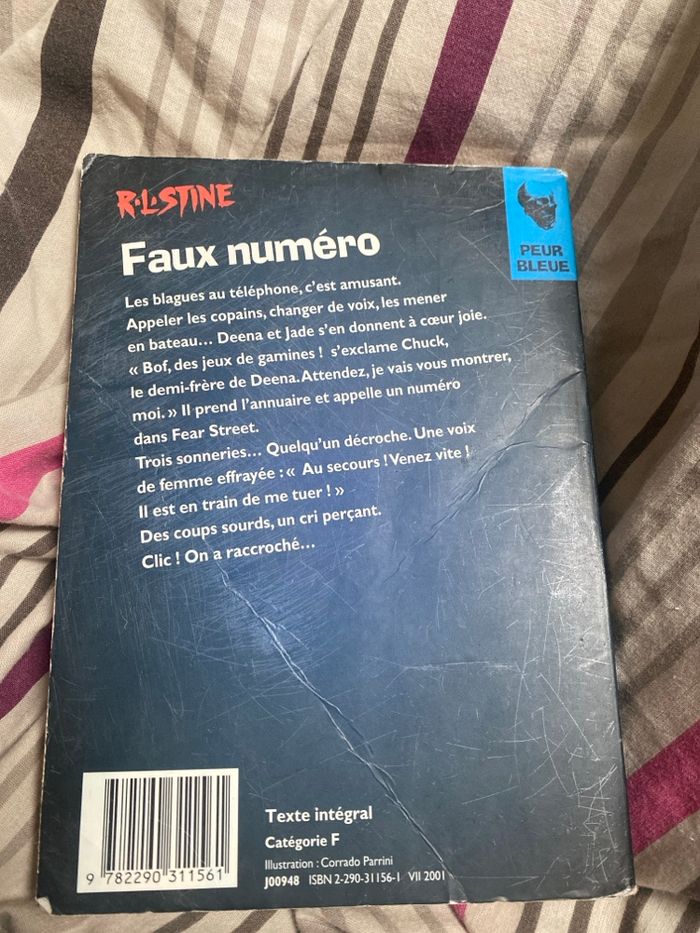 R.L.STINE
PEUR
BLEUE
Faux numéro
Les blagues au téléphone, c'est amusant.
Appeler les copains, changer de voix, les mener
en bateau... Deena et Jade s'en donnent à cœur joie.
« Bof, des jeux de gamines ! s'exclame Chuck,
le demi-frère de Deena. Attendez, je vais vous montrer,
moi. » Il prend l'annuaire et appelle un numéro
dans Fear Street.
Trois sonneries... Quelqu'un décroche. Une voix
de femme effrayée : « Au secours ! Venez vite !
Il est en train de me tuer ! »
Des coups sourds, un cri perçant.
Clic ! On a raccroché...
Texte intégral
Catégorie F
Illustration : Corrado Parrini
J00948 ISBN 2-290-31156-1 VII 2001
9 782290 311561